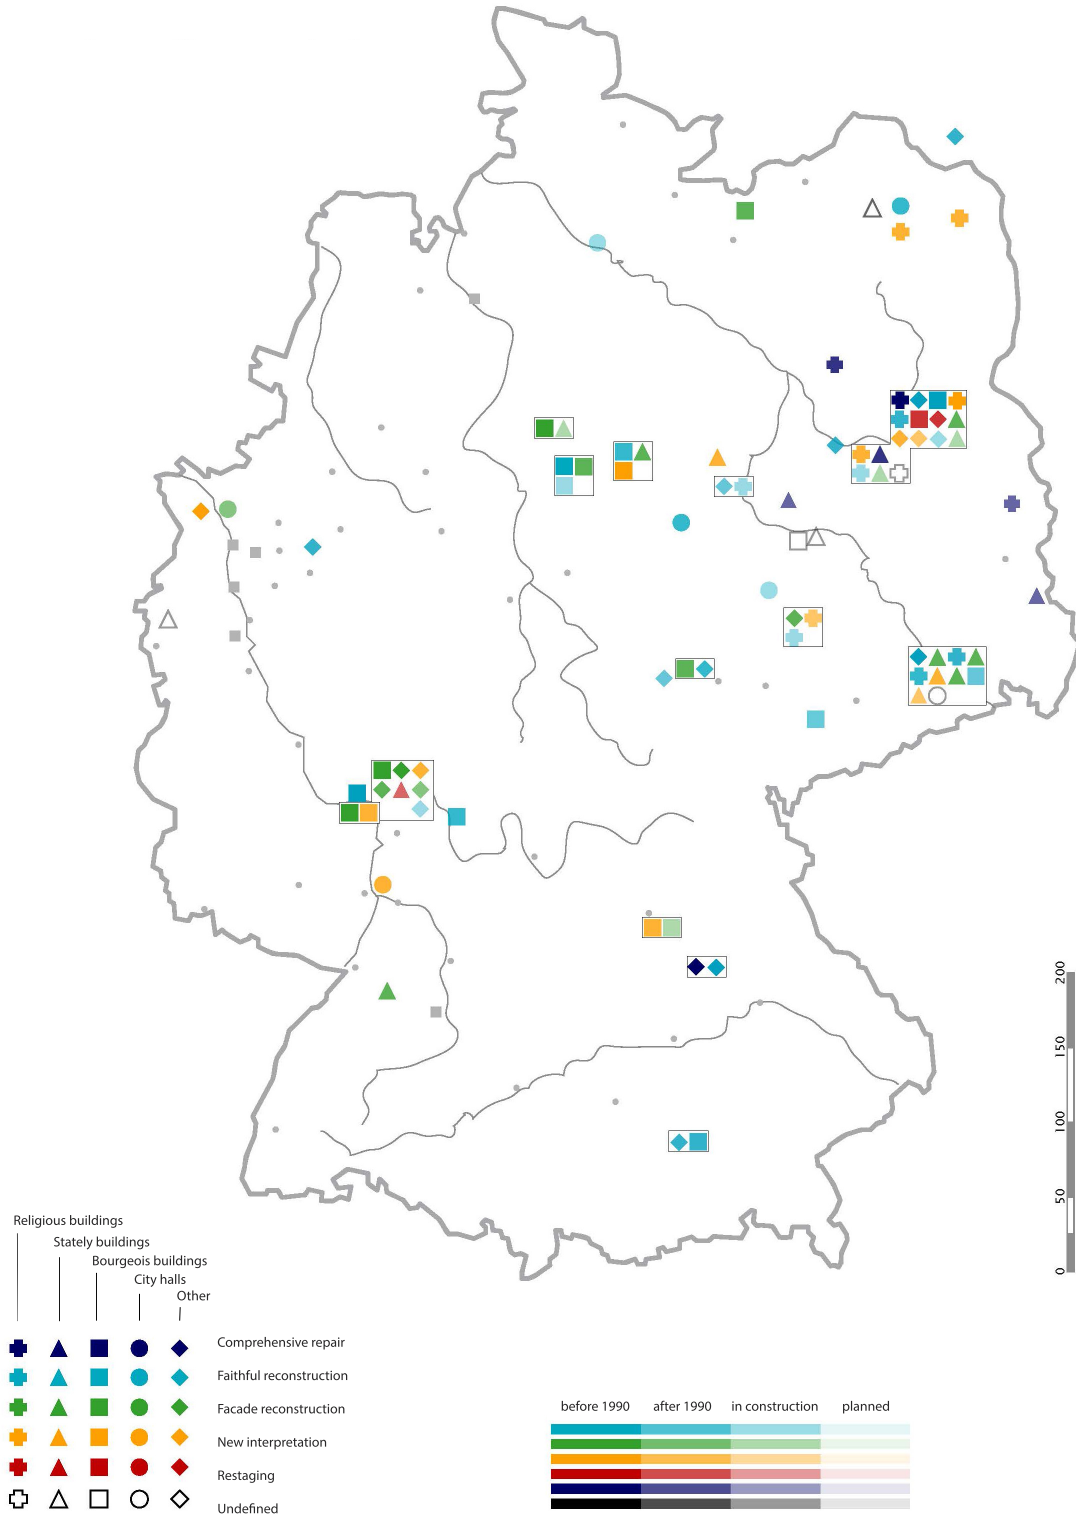 200
150
100
50
0
Religious buildings
Stately buildings
Bourgeois buildings
City halls
Other
Comprehensive repair
Faithful reconstruction
Facade reconstruction
New interpretation
Restaging
Undefined
before 1990 after 1990 in construction planned